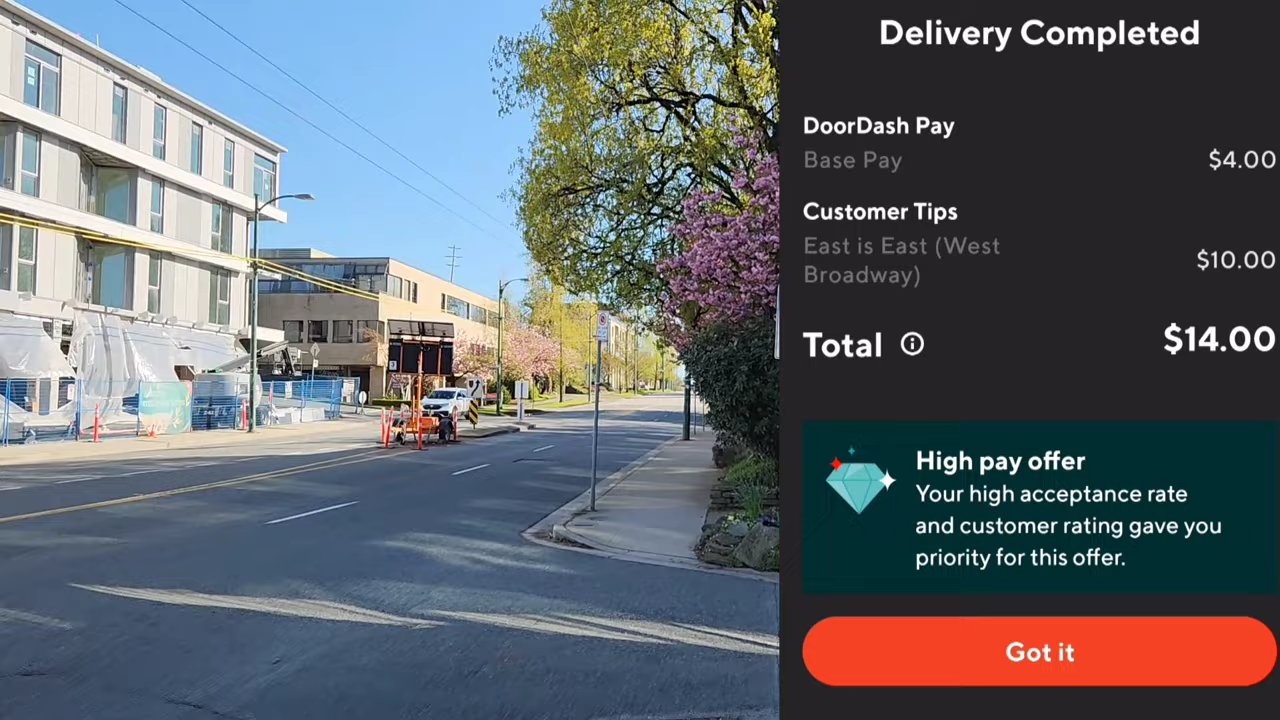 Delivery Completed
DoorDash Pay
Base Pay $4.00
Customer Tips
East is East (West
Broadway) $10.00
Total $14.00
High pay offer
Your high acceptance rate
and customer rating gave you
priority for this offer.
Got it